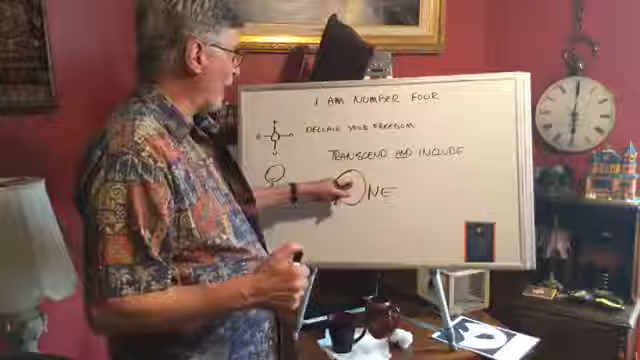 I AM NUMBER FOUR
DECLARE YOUR FREEDOM
TRANSCEND AND INCLUDE
ONE